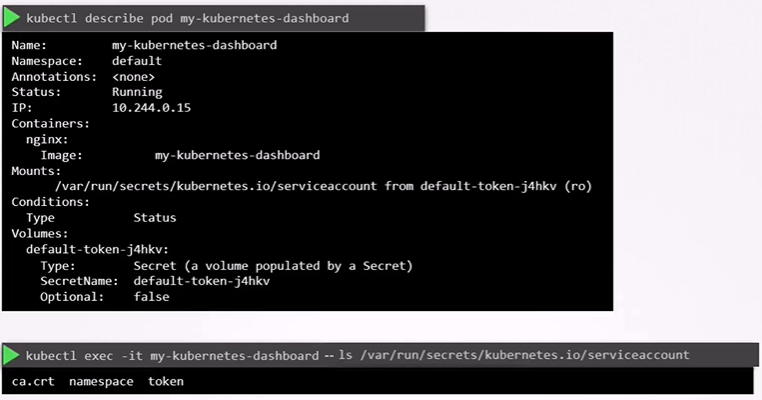 kubectl describe pod my-kubernetes-dashboard
Name: my-kubernetes-dashboard
Namespace: default
Annotations: <none>
Status: Running
IP: 10.244.0.15
Containers:
nginx:
Image: my-kubernetes-dashboard
Mounts:
/var/run/secrets/kubernetes.io/serviceaccount from default-token-j4hkv (ro)
Conditions:
Type Status
Volumes:
default-token-j4hkv:
Type: Secret (a volume populated by a Secret)
SecretName: default-token-j4hkv
Optional: false
kubectl exec -it my-kubernetes-dashboard -- ls /var/run/secrets/kubernetes.io/serviceaccount
ca.crt namespace token